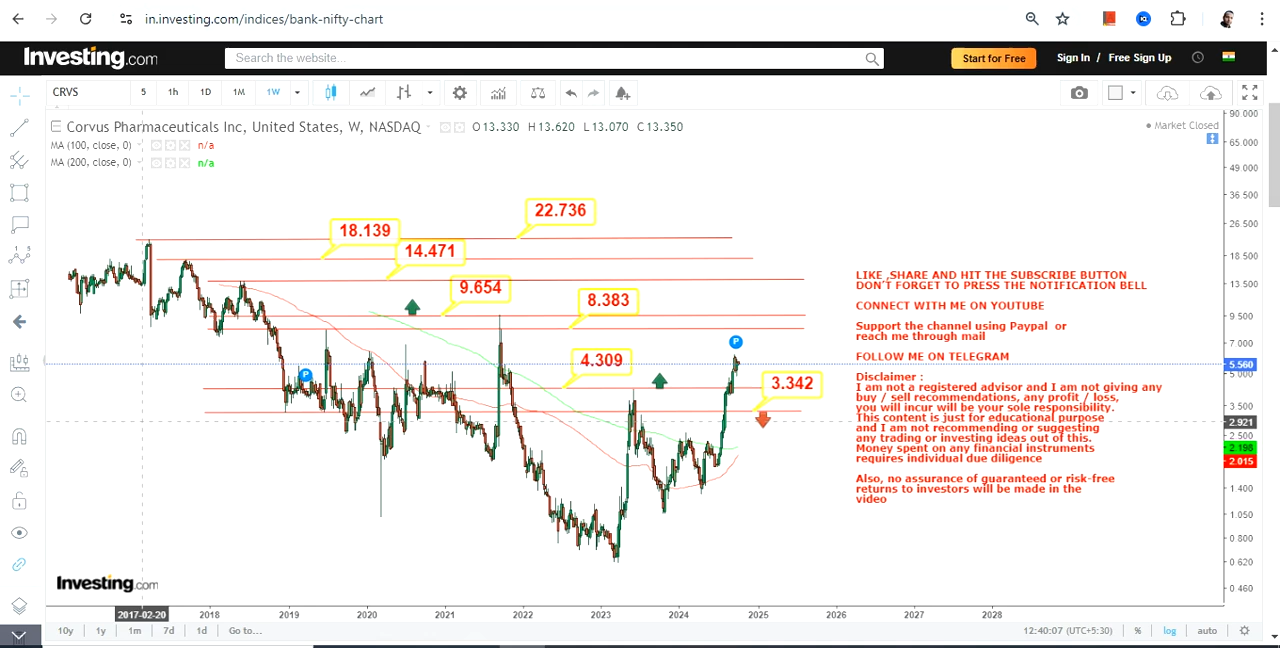 in.investing.com/indices/bank-nifty-chart
Investing.com
Search the website...
Start for Free
Sign In / Free Sign Up
CRVS
5
1h
1D
1M
1W
Corvus Pharmaceuticals Inc, United States, W, NASDAQ
O 13.330 H 13.620 L 13.070 C 13.350
Market Closed
MA (100, close, 0)
n/a
MA (200, close, 0)
n/a
22.736
18.139
14.471
9.654
8.383
4.309
3.342
P
P
LIKE ,SHARE AND HIT THE SUBSCRIBE BUTTON
DON'T FORGET TO PRESS THE NOTIFICATION BELL
CONNECT WITH ME ON YOUTUBE
Support the channel using Paypal or
reach me through mail
FOLLOW ME ON TELEGRAM
Disclaimer :
I am not a registered advisor and I am not giving any
buy / sell recommendations, any profit / loss,
you will incur will be your sole responsibility.
This content is just for educational purpose
and I am not recommending or suggesting
any trading or investing ideas out of this.
Money spent on any financial instruments
requires individual due diligence
Also, no assurance of guaranteed or risk-free
returns to investors will be made in the
video
90.000
65.000
49.000
36.500
26.500
18.500
13.500
9.500
7.000
5.560
5.000
3.500
2.921
2.500
2.198
2.015
1.400
1.050
0.800
0.620
0.460
Investing.com
2017-02-20
2018
2019
2020
2021
2022
2023
2024
2025
2026
2027
2028
10y
1y
1m
7d
1d
Go to...
12:40:07 (UTC+5:30)
%
log
auto